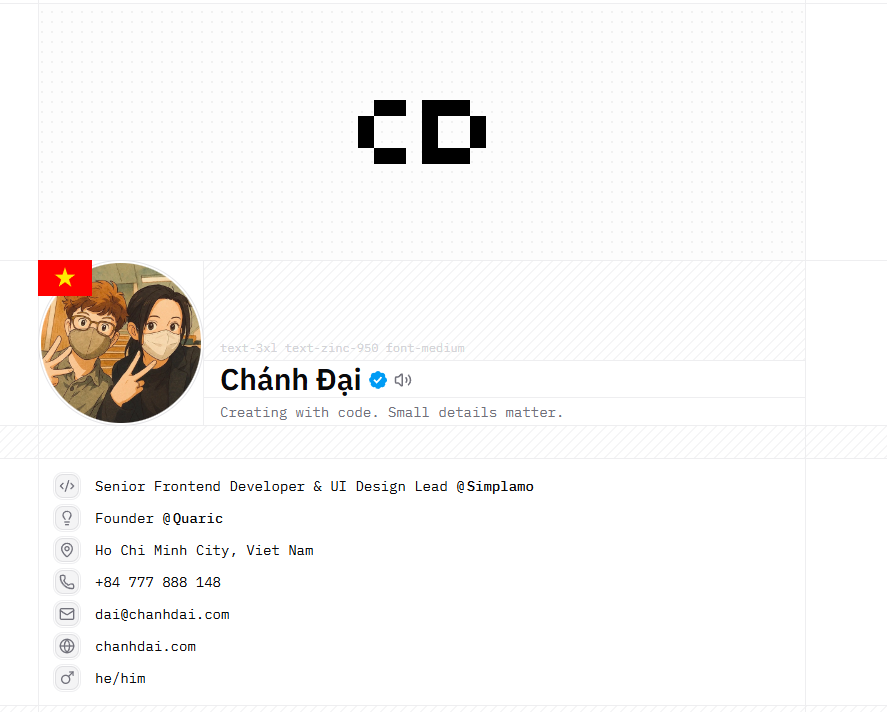 CD
text-3xl text-zinc-950 font-medium
Chánh Đại
Creating with code. Small details matter.
Senior Frontend Developer & UI Design Lead @Simplamo
Founder @Quaric
Ho Chi Minh City, Viet Nam
+84 777 888 148
dai@chanhdai.com
chanhdai.com
he/him